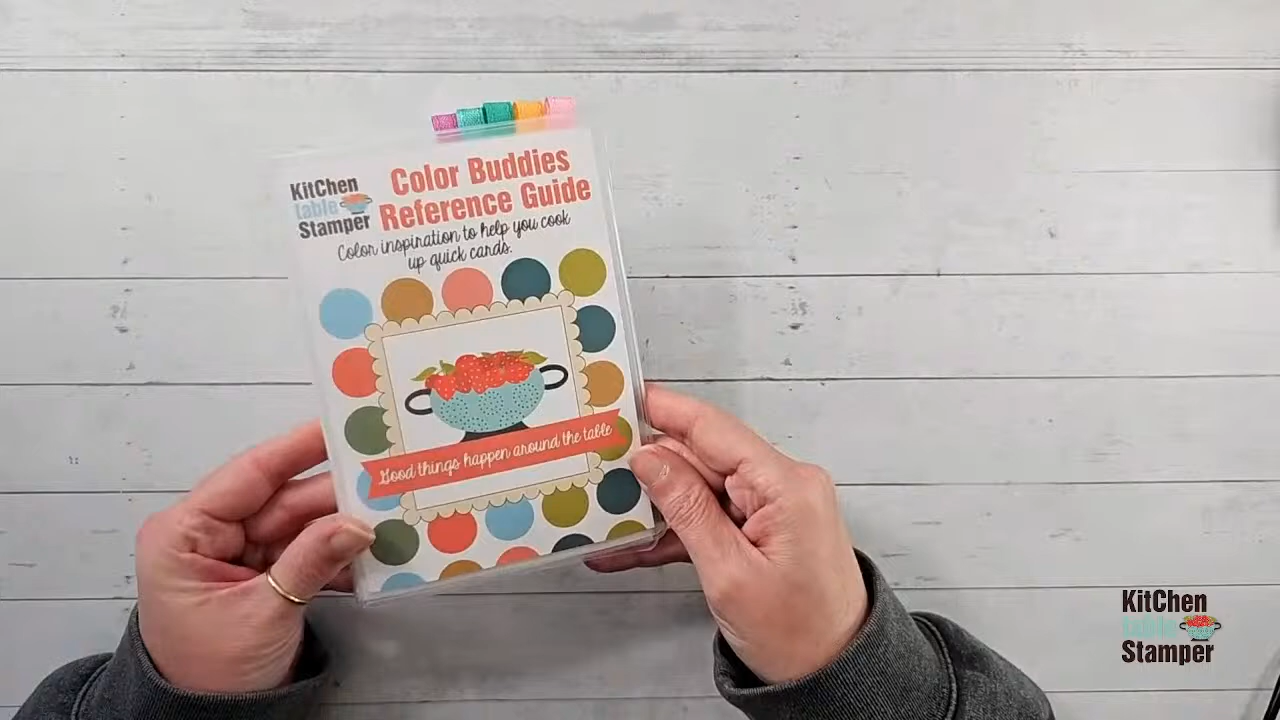 KitChen
table
Stamper
Color Buddies
Reference Guide
Color inspiration to help you cook
up quick cards.
Good things happen around the table
KitChen
table
Stamper